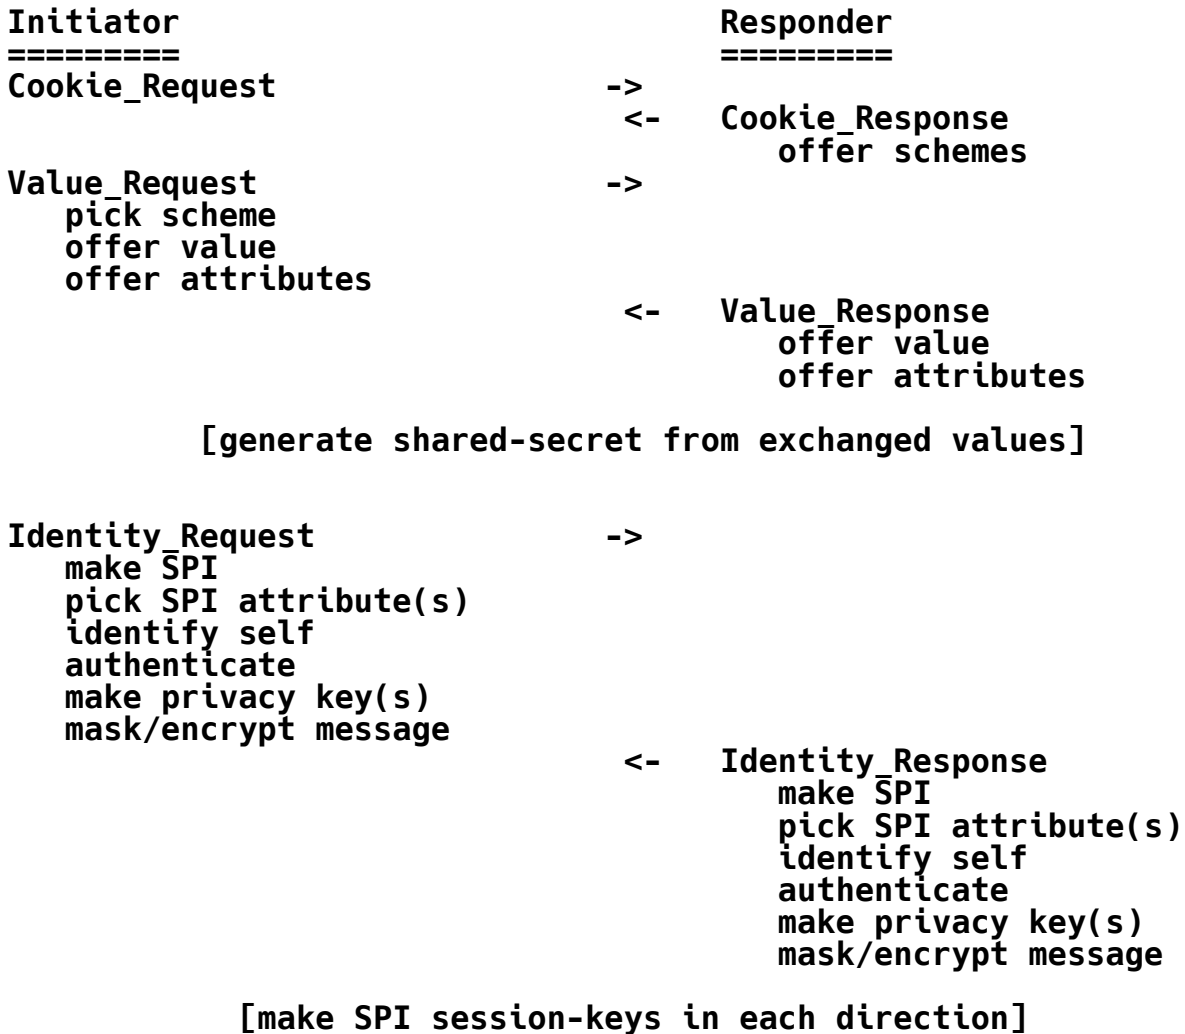 Initiator                            Responder
=========                            =========
Cookie_Request                 ->
                                <-   Cookie_Response
                                        offer schemes
Value_Request                  ->
   pick scheme
   offer value
   offer attributes
                                <-   Value_Response
                                        offer value
                                        offer attributes
          [generate shared-secret from exchanged values]
Identity_Request               ->
   make SPI
   pick SPI attribute(s)
   identify self
   authenticate
   make privacy key(s)
   mask/encrypt message
                                <-   Identity_Response
                                        make SPI
                                        pick SPI attribute(s)
                                        identify self
                                        authenticate
                                        make privacy key(s)
                                        mask/encrypt message
            [make SPI session-keys in each direction]